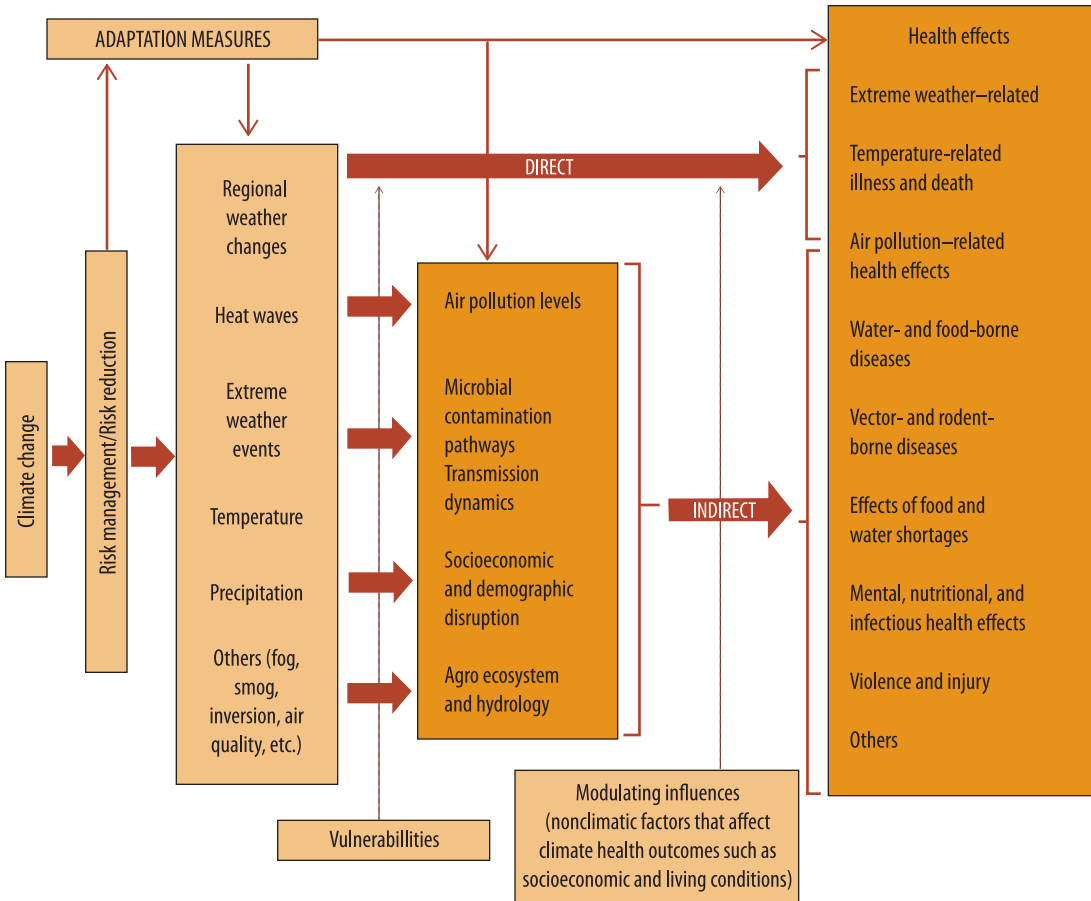 ADAPTATION MEASURES
Climate change
Risk management/Risk reduction
Regional
weather
changes
Heat waves
Extreme
weather
events
Temperature
Precipitation
Others (fog,
smog,
inversion, air
quality, etc.)
DIRECT
Air pollution levels
Microbial
contamination
pathways
Transmission
dynamics
Socioeconomic
and demographic
disruption
Agro ecosystem
and hydrology
INDIRECT
Vulnerabillities
Modulating influences
(nonclimatic factors that affect
climate health outcomes such as
socioeconomic and living conditions)
Health effects
Extreme weather–related
Temperature-related
illness and death
Air pollution–related
health effects
Water- and food-borne
diseases
Vector- and rodent-
borne diseases
Effects of food and
water shortages
Mental, nutritional, and
infectious health effects
Violence and injury
Others